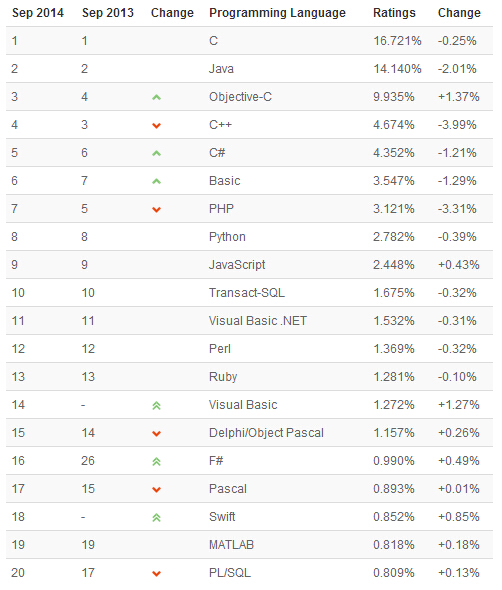 Sep 2014 Sep 2013 Change Programming Language Ratings Change
1 1 C 16.721% -0.25%
2 2 Java 14.140% -2.01%
3 4 Objective-C 9.935% +1.37%
4 3 C++ 4.674% -3.99%
5 6 C# 4.352% -1.21%
6 7 Basic 3.547% -1.29%
7 5 PHP 3.121% -3.31%
8 8 Python 2.782% -0.39%
9 9 JavaScript 2.448% +0.43%
10 10 Transact-SQL 1.675% -0.32%
11 11 Visual Basic .NET 1.532% -0.31%
12 12 Perl 1.369% -0.32%
13 13 Ruby 1.281% -0.10%
14 - Visual Basic 1.272% +1.27%
15 14 Delphi/Object Pascal 1.157% +0.26%
16 26 F# 0.990% +0.49%
17 15 Pascal 0.893% +0.01%
18 - Swift 0.852% +0.85%
19 19 MATLAB 0.818% +0.18%
20 17 PL/SQL 0.809% +0.13%